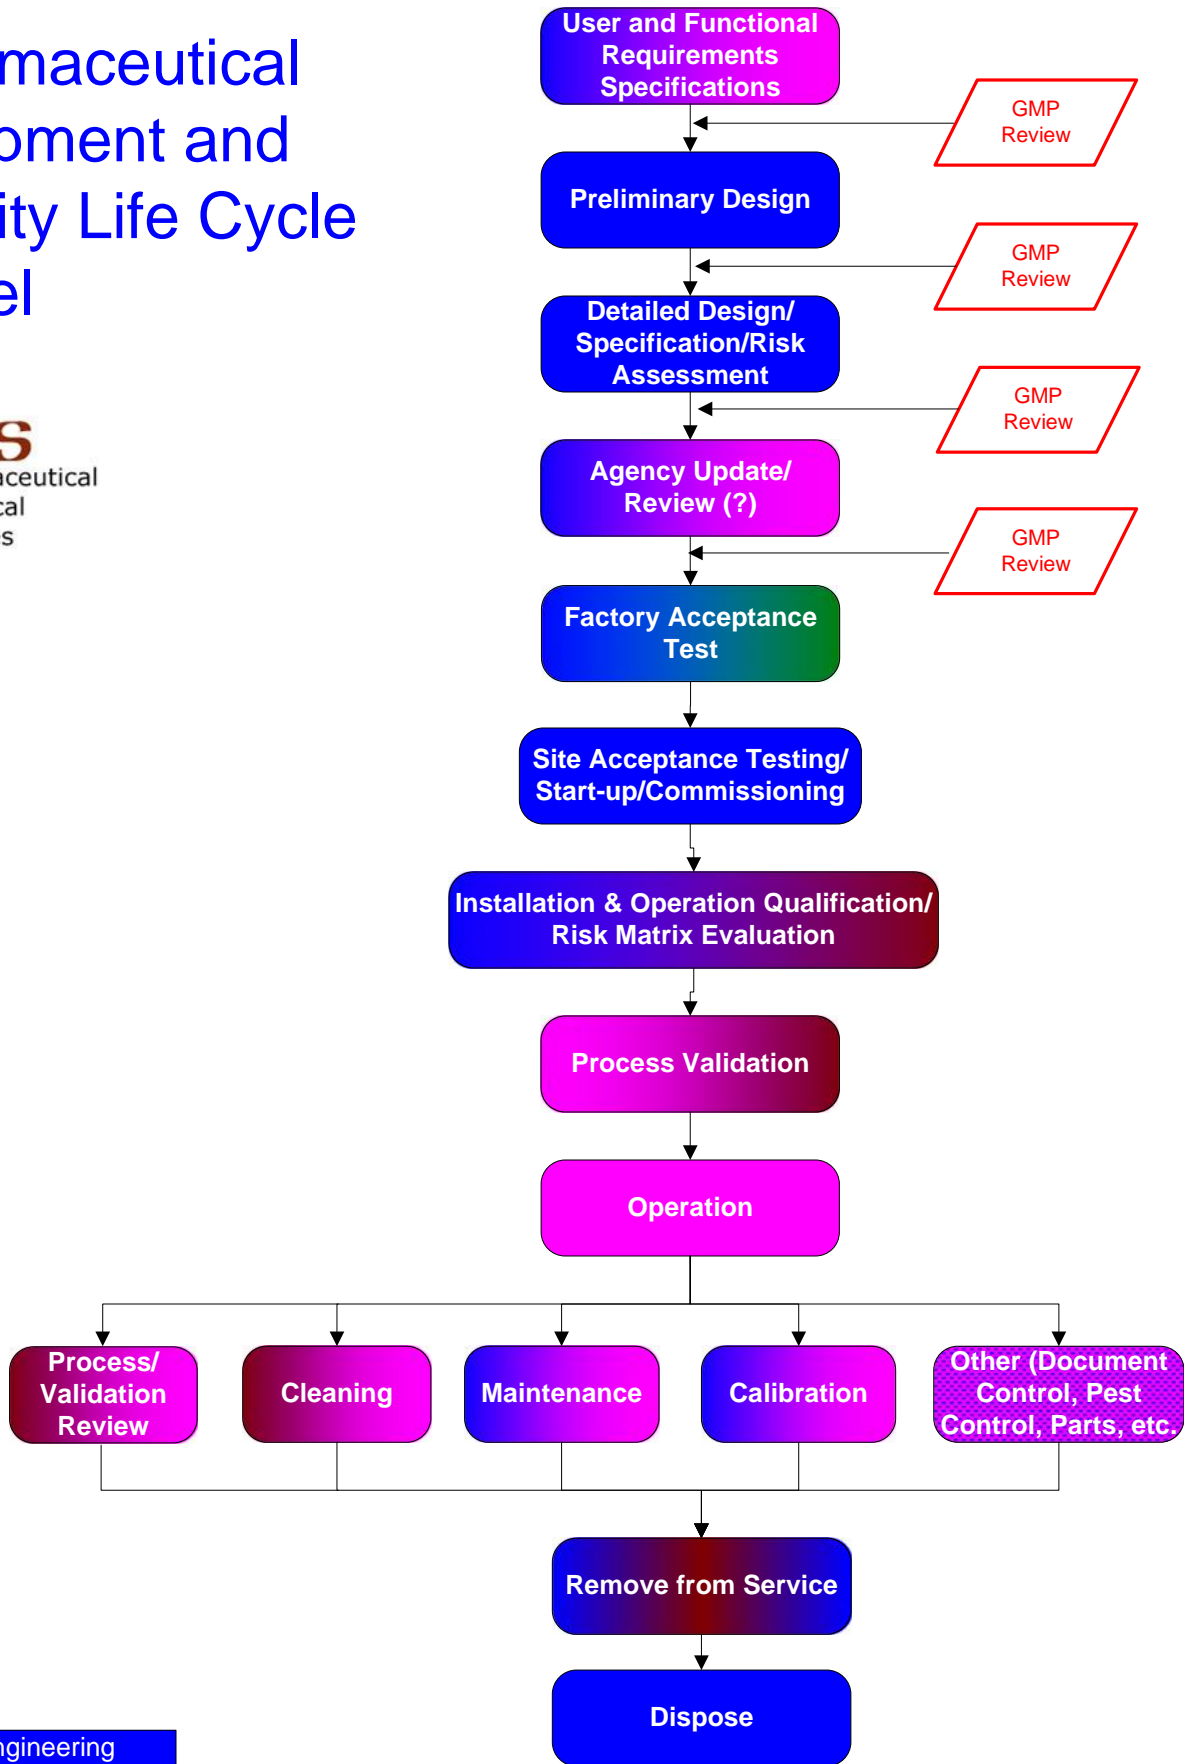 maceutical
pment and
ity Life Cycle
el
s
aceutical
cal
es
User and Functional
Requirements
Specifications
GMP
Review
Preliminary Design
GMP
Review
Detailed Design/
Specification/Risk
Assessment
GMP
Review
Agency Update/
Review (?)
GMP
Review
Factory Acceptance
Test
Site Acceptance Testing/
Start-up/Commissioning
Installation & Operation Qualification/
Risk Matrix Evaluation
Process Validation
Operation
Process/
Validation
Review
Cleaning
Maintenance
Calibration
Other (Document
Control, Pest
Control, Parts, etc.
Remove from Service
Dispose
ngineering